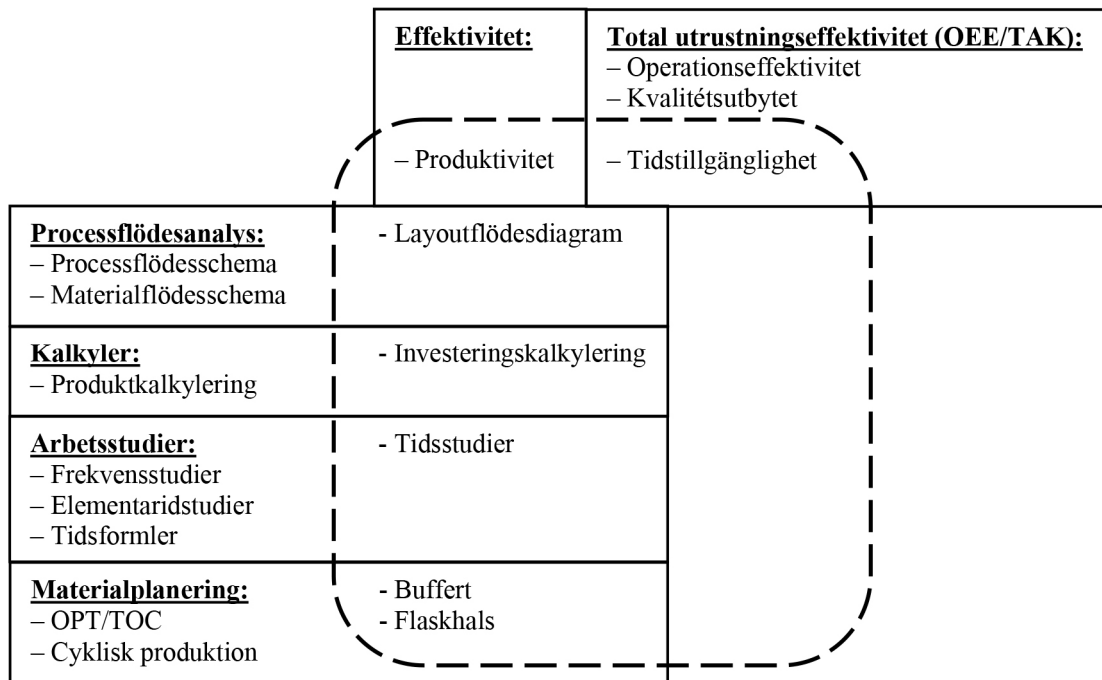 Effektivitet:
– Produktivitet
Total utrustningseffektivitet (OEE/TAK):
– Operationseffektivitet
– Kvalitétsutbytet
– Tidstillgänglighet
Processflödesanalys:
– Processflödesschema
– Materialflödesschema
- Layoutflödesdiagram
Kalkyler:
– Produktkalkylering
- Investeringskalkylering
Arbetsstudier:
– Frekvensstudier
– Elementaridstudier
– Tidsformler
- Tidsstudier
Materialplanering:
– OPT/TOC
– Cyklisk produktion
- Buffert
- Flaskhals